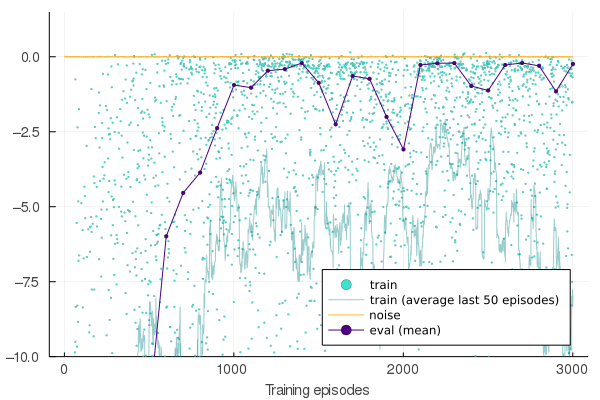 0.0
−2.5
−5.0
−7.5
−10.0
0
1000
2000
3000
Training episodes
train
train (average last 50 episodes)
noise
eval (mean)